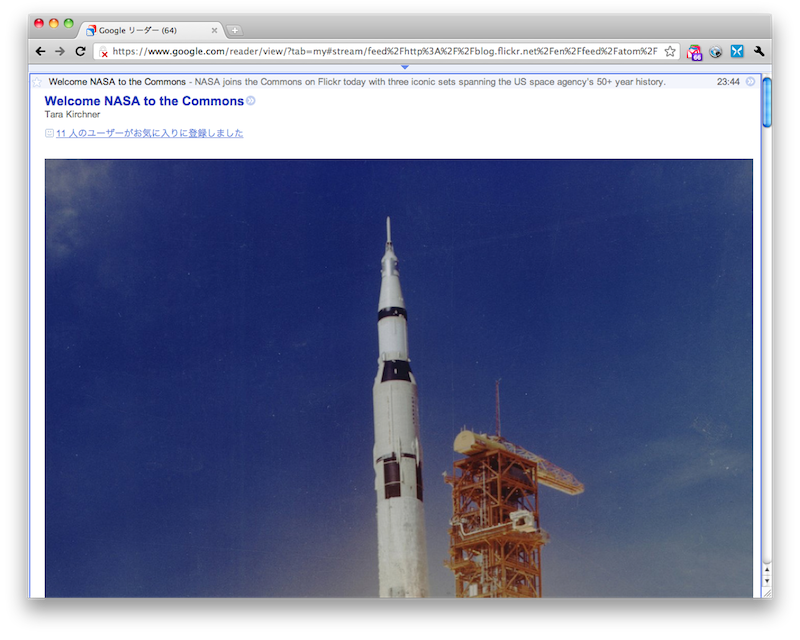 Google リーダー (64)
https://www.google.com/reader/view/?tab=my#stream/feed%2Fhttp%3A%2F%2Fblog.flickr.net%2Fen%2Ffeed%2Fatom%2F
Welcome NASA to the Commons - NASA joins the Commons on Flickr today with three iconic sets spanning the US space agency's 50+ year history. 23:44
Welcome NASA to the Commons
Tara Kirchner
11 人のユーザーがお気に入りに登録しました